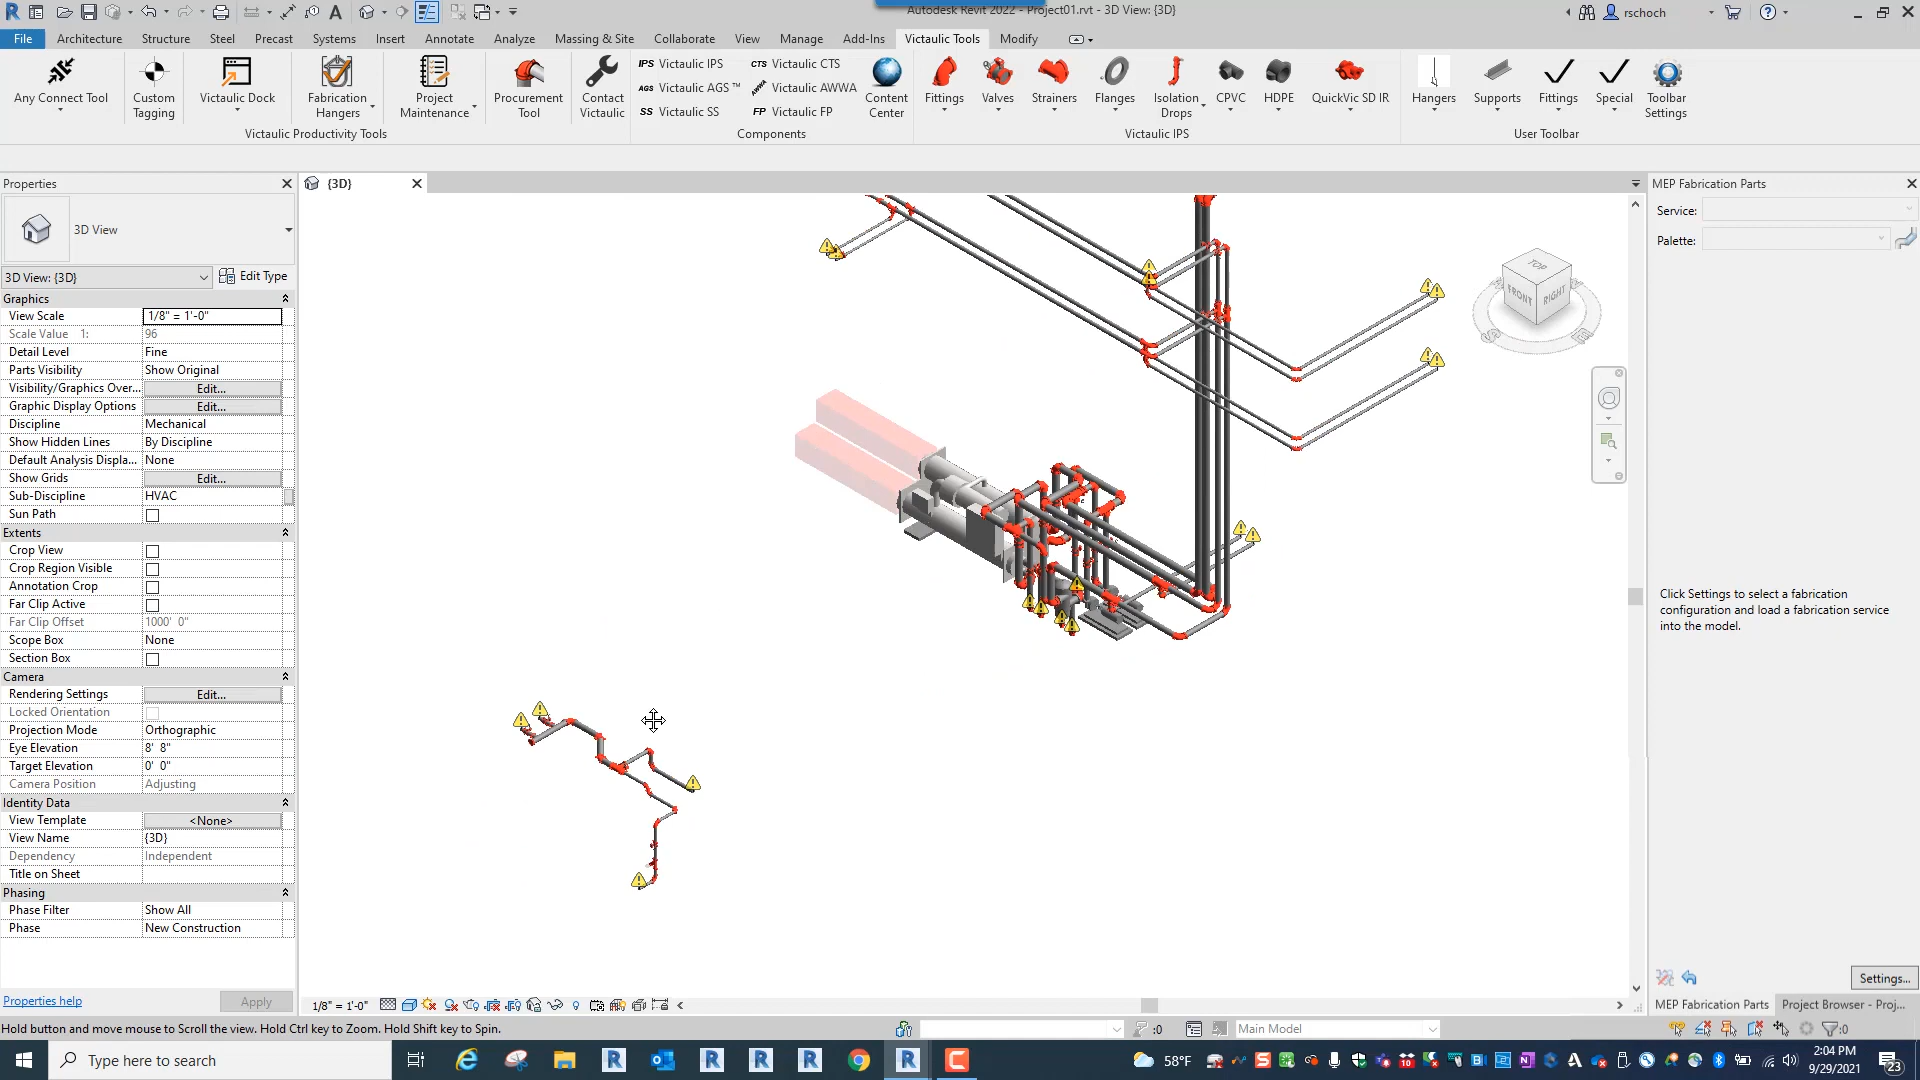 Autodesk Revit 2022 - Project01.rvt - 3D View: {3D}
rschoch
File
Architecture
Structure
Steel
Precast
Systems
Insert
Annotate
Analyze
Massing & Site
Collaborate
View
Manage
Add-Ins
Victaulic Tools
Modify
Any Connect Tool
Custom
Tagging
Victaulic Dock
Fabrication
Hangers
Project
Maintenance
Procurement
Tool
Contact
Victaulic
IPS Victaulic IPS
CTS Victaulic CTS
AGS Victaulic AGS™
Victaulic AWWA
SS Victaulic SS
FP Victaulic FP
Content
Center
Fittings
Valves
Strainers
Flanges
Isolation
Drops
CPVC
HDPE
QuickVic SD IR
Hangers
Supports
Fittings
Special
Toolbar
Settings
Victaulic Productivity Tools
Components
Victaulic IPS
User Toolbar
Properties
{3D}
MEP Fabrication Parts
3D View
Service:
Palette:
3D View: {3D}
Edit Type
Graphics
View Scale 1/8" = 1'-0"
Scale Value 1: 96
Detail Level Fine
Parts Visibility Show Original
Visibility/Graphics Over... Edit...
Graphic Display Options Edit...
Discipline Mechanical
Show Hidden Lines By Discipline
Default Analysis Displa... None
Show Grids Edit...
Sub-Discipline HVAC
Sun Path
Extents
Crop View
Crop Region Visible
Annotation Crop
Far Clip Active
Far Clip Offset 1000' 0"
Scope Box None
Section Box
Camera
Rendering Settings Edit...
Locked Orientation
Projection Mode Orthographic
Eye Elevation 8' 8"
Target Elevation 0' 0"
Camera Position Adjusting
Identity Data
View Template <None>
View Name {3D}
Dependency Independent
Title on Sheet
Phasing
Phase Filter Show All
Phase New Construction
TOP
FRONT
RIGHT
Click Settings to select a fabrication
configuration and load a fabrication service
into the model.
Settings...
Properties help
Apply
1/8" = 1'-0"
MEP Fabrication Parts
Project Browser - Proj...
Hold button and move mouse to Scroll the view. Hold Ctrl key to Zoom. Hold Shift key to Spin.
:0
Main Model
:0
Type here to search
58°F
2:04 PM
9/29/2021
23